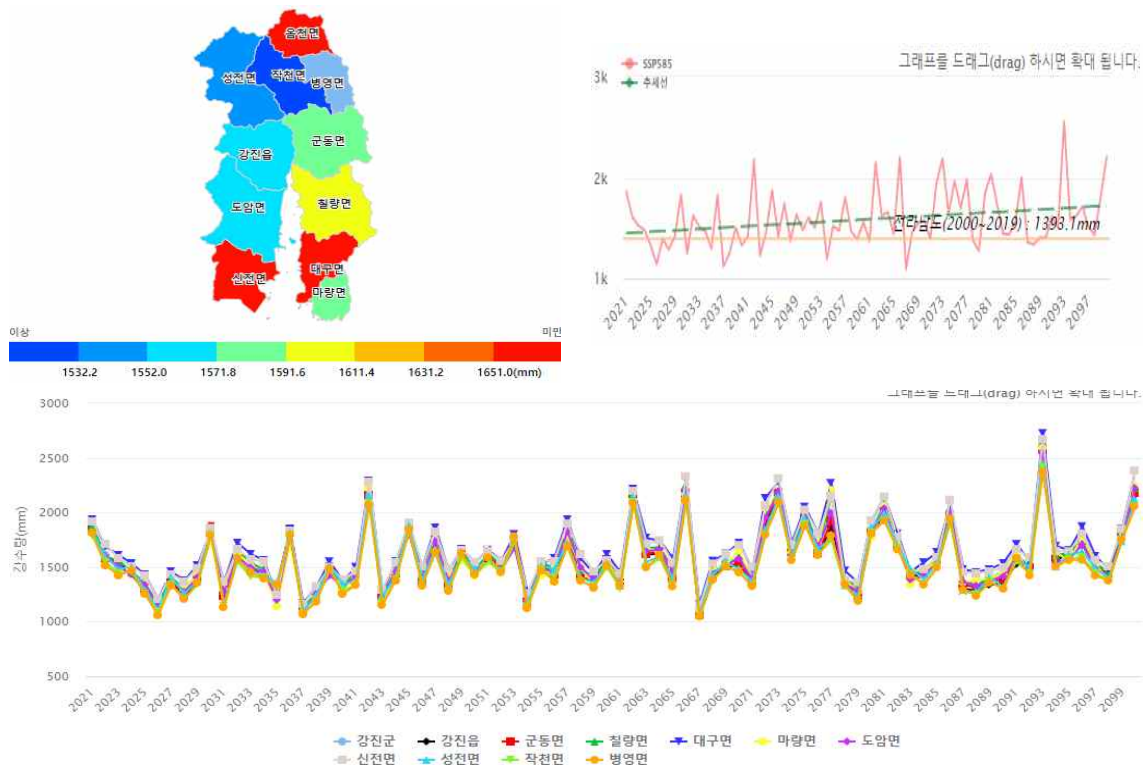 옴천면
성전면
작천면
병영면
군동면
강진읍
도암면
칠량면
신전면
대구면
마량면
이상
미만
1532.2 1552.0 1571.8 1591.6 1611.4 1631.2 1651.0(mm)
SSP585
추세선
그래프를 드래그(drag) 하시면 확대 됩니다.
3k
2k
1k
전라남도(2000~2019) : 1393.1mm
2021 2025 2029 2033 2037 2041 2045 2049 2053 2057 2061 2065 2069 2073 2077 2081 2085 2089 2093 2097
그래프를 드래그(drag) 하시면 확대 됩니다.
강수량(mm)
3000
2500
2000
1500
1000
500
2021 2023 2025 2027 2029 2031 2033 2035 2037 2039 2041 2043 2045 2047 2049 2051 2053 2055 2057 2059 2061 2063 2065 2067 2069 2071 2073 2075 2077 2079 2081 2083 2085 2087 2089 2091 2093 2095 2097 2099
강진군 강진읍 군동면 칠량면 대구면 마량면 도암면
신전면 성전면 작천면 병영면